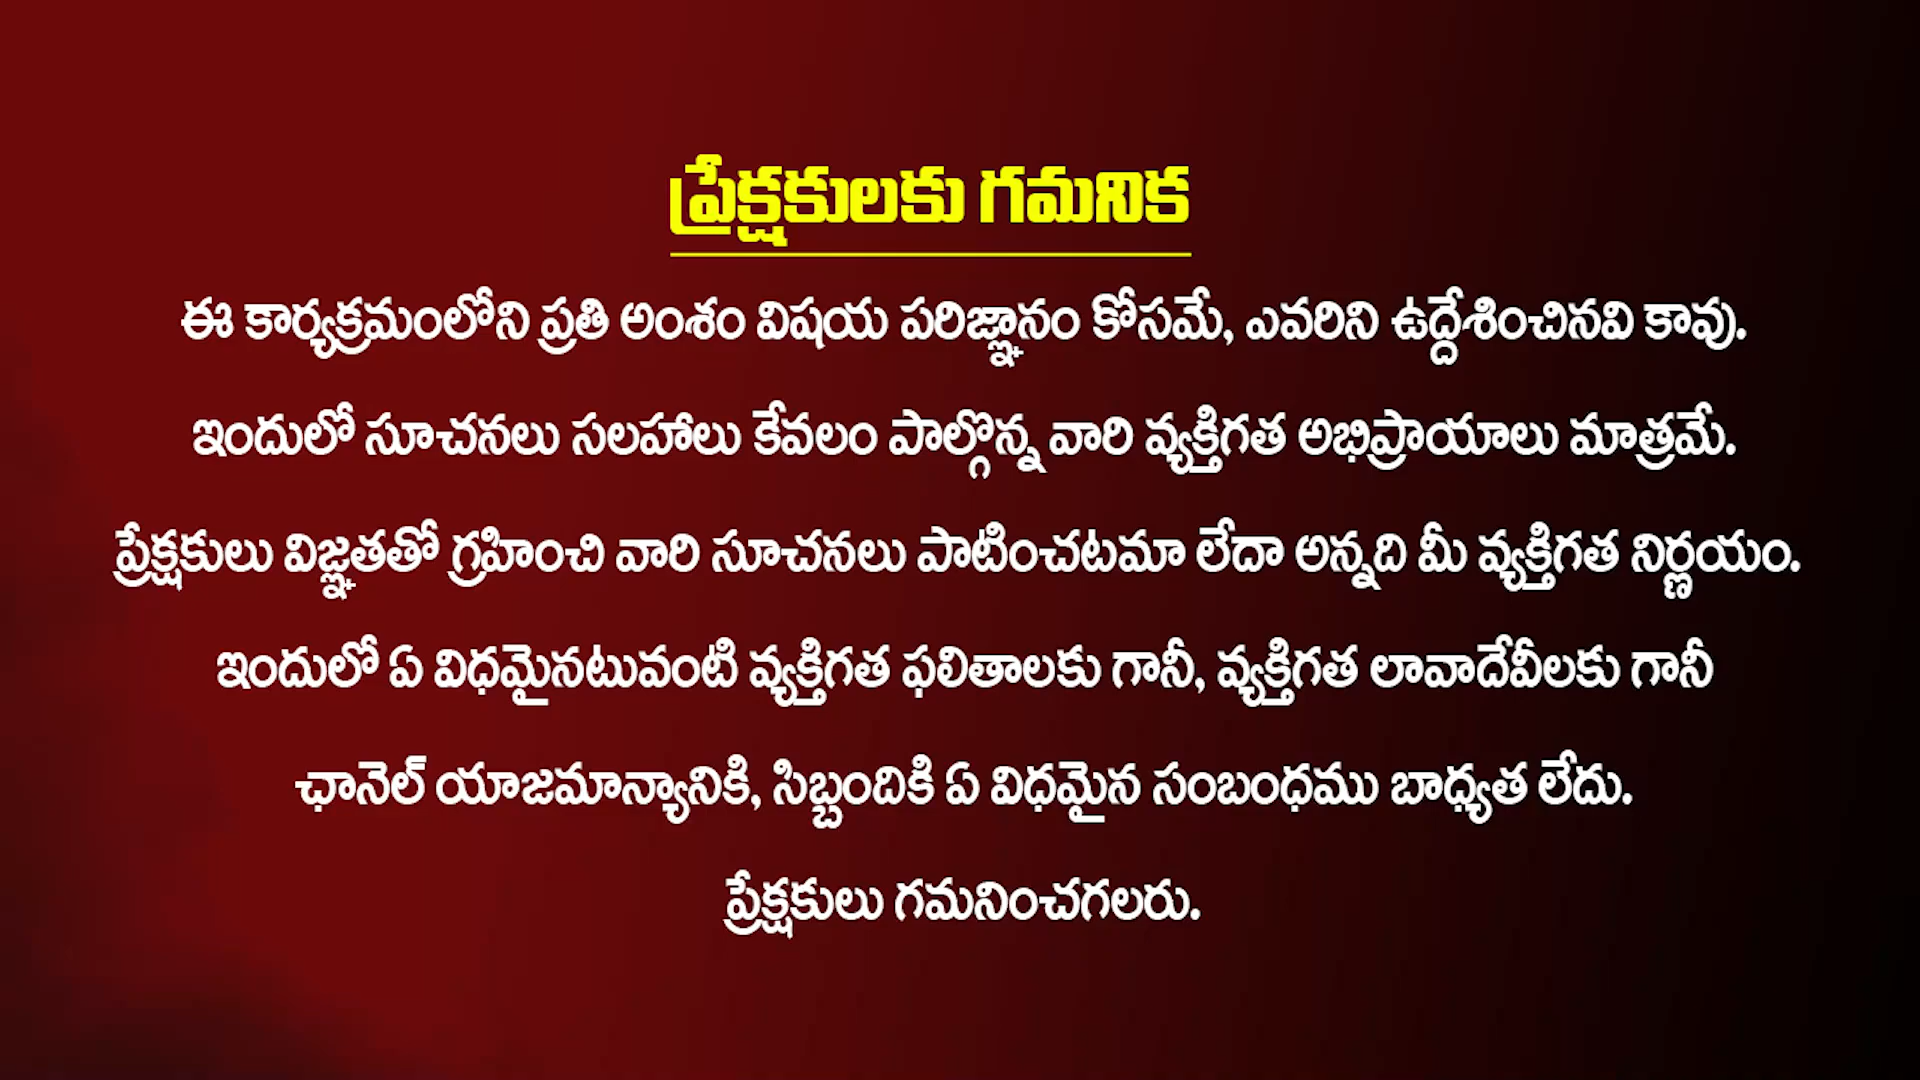 ప్రేక్షకులకు గమనిక
ఈ కార్యక్రమంలోని ప్రతి అంశం విషయ పరిజ్ఞానం కోసమే, ఎవరిని ఉద్దేశించినవి కావు.
ఇందులో సూచనలు సలహాలు కేవలం పాల్గొన్న వారి వ్యక్తిగత అభిప్రాయాలు మాత్రమే.
ప్రేక్షకులు విజ్ఞతతో గ్రహించి వారి సూచనలు పాటించటమా లేదా అన్నది మీ వ్యక్తిగత నిర్ణయం.
ఇందులో ఏ విధమైనటువంటి వ్యక్తిగత ఫలితాలకు గానీ, వ్యక్తిగత లావాదేవీలకు గానీ
ఛానెల్ యాజమాన్యానికి, సిబ్బందికి ఏ విధమైన సంబంధము బాధ్యత లేదు.
ప్రేక్షకులు గమనించగలరు.